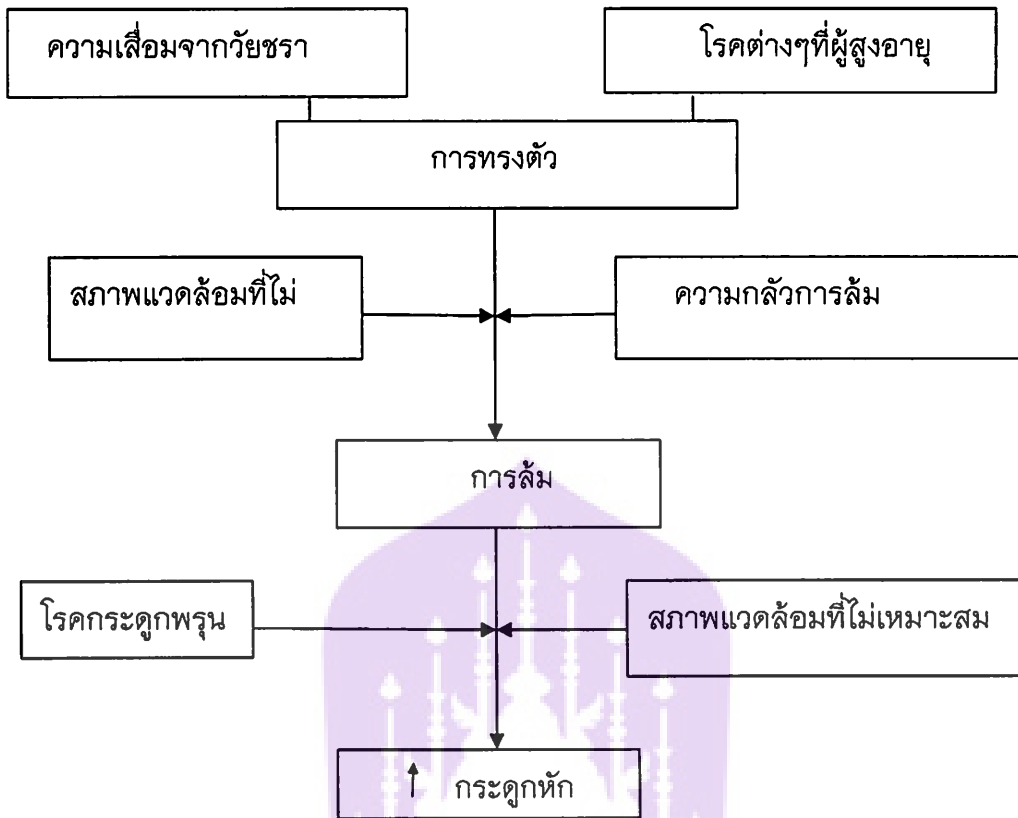 ความเสื่อมจากวัยชรา
โรคต่างๆที่ผู้สูงอายุ
การทรงตัว
สภาพแวดล้อมที่ไม่
ความกลัวการล้ม
การล้ม
โรคกระดูกพรุน
สภาพแวดล้อมที่ไม่เหมาะสม
↑ กระดูกหัก